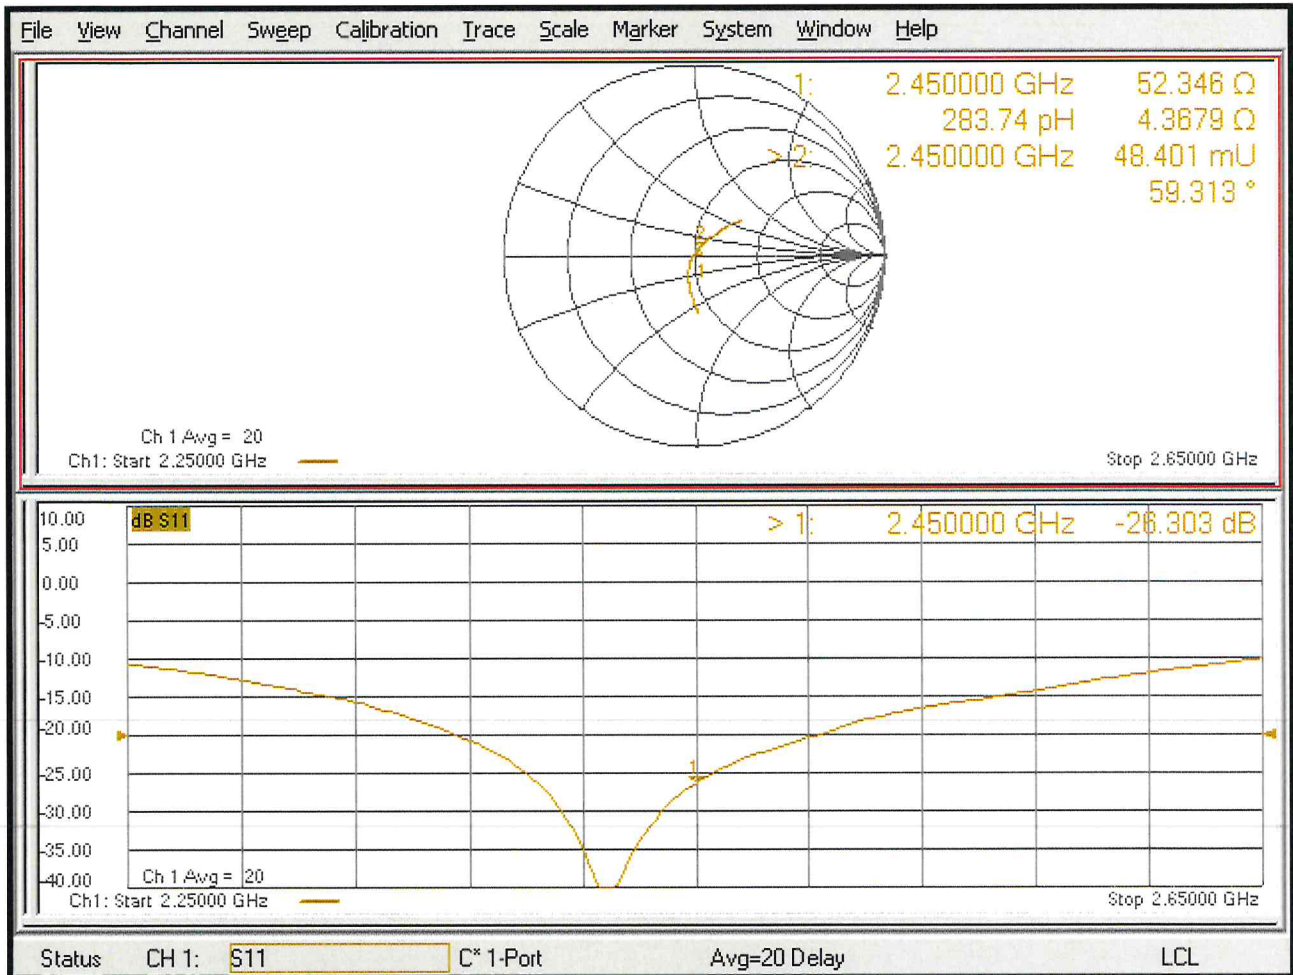 File View Channel Sweep Calibration Trace Scale Marker System Window Help
1: 2.450000 GHz 52.346 Ω
283.74 pH 4.3679 Ω
> 2: 2.450000 GHz 48.401 mU
59.313 °
2
1
Ch 1 Avg = 20
Ch1: Start 2.25000 GHz Stop 2.65000 GHz
10.00 dB S11 > 1: 2.450000 GHz -26.303 dB
5.00
0.00
-5.00
-10.00
-15.00
-20.00
-25.00 1
-30.00
-35.00
-40.00 Ch 1 Avg = 20
Ch1: Start 2.25000 GHz Stop 2.65000 GHz
Status CH 1: S11 C* 1-Port Avg=20 Delay LCL